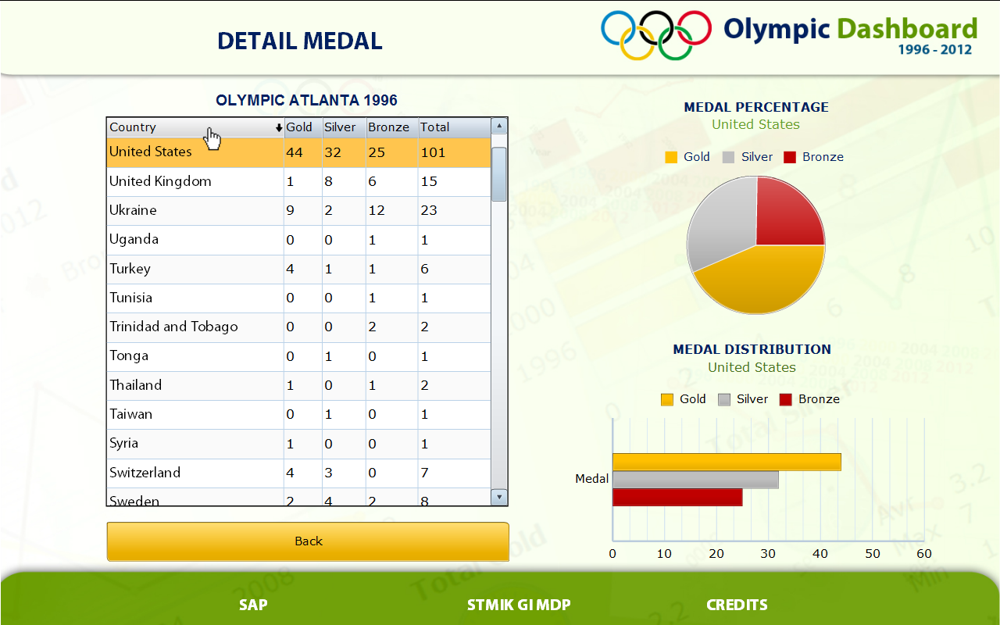 DETAIL MEDAL
Olympic Dashboard
1996 - 2012
OLYMPIC ATLANTA 1996
Country Gold Silver Bronze Total
United States 44 32 25 101
United Kingdom 1 8 6 15
Ukraine 9 2 12 23
Uganda 0 0 1 1
Turkey 4 1 1 6
Tunisia 0 0 1 1
Trinidad and Tobago 0 0 2 2
Tonga 0 1 0 1
Thailand 1 0 1 2
Taiwan 0 1 0 1
Syria 1 0 0 1
Switzerland 4 3 0 7
Sweden 2 4 2 8
Back
MEDAL PERCENTAGE
United States
Gold Silver Bronze
MEDAL DISTRIBUTION
United States
Gold Silver Bronze
Medal
0 10 20 30 40 50 60
SAP STMIK GI MDP CREDITS